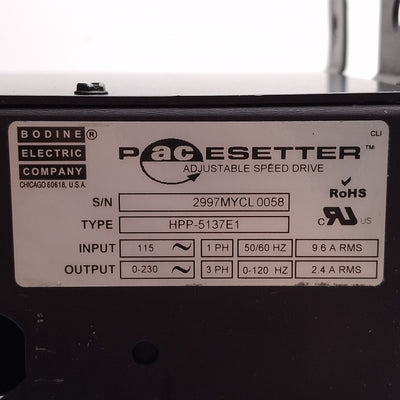 BODINE ®
ELECTRIC
COMPANY
CHICAGO 60618, U.S.A.
PACESETTER™
ADJUSTABLE SPEED DRIVE
CLI
RoHS
S/N 2997MYCL0058
c RU US
TYPE HPP-5137E1
INPUT 115 ~ 1 PH 50/60 HZ 9.6 A RMS
OUTPUT 0-230 ~ 3 PH 0-120 HZ 2.4 A RMS